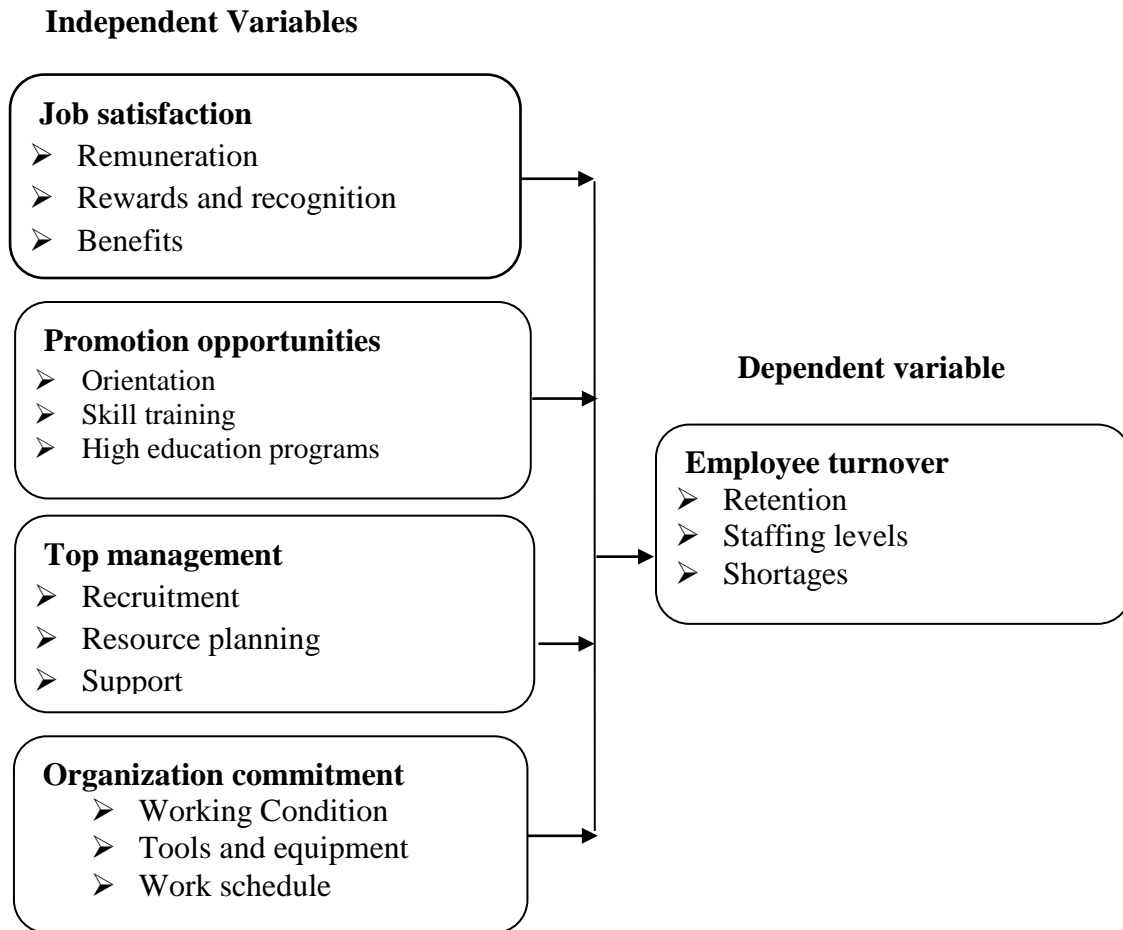 Independent Variables
Job satisfaction
➢ Remuneration
➢ Rewards and recognition
➢ Benefits
Promotion opportunities
➢ Orientation
➢ Skill training
➢ High education programs
Top management
➢ Recruitment
➢ Resource planning
➢ Support
Organization commitment
➢ Working Condition
➢ Tools and equipment
➢ Work schedule
Dependent variable
Employee turnover
➢ Retention
➢ Staffing levels
➢ Shortages